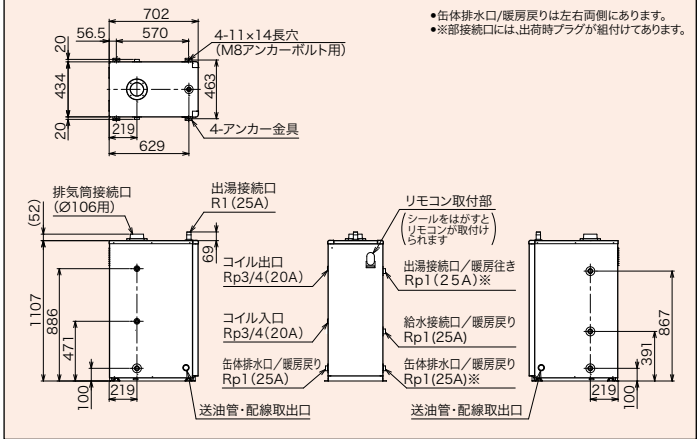 702
56.5
570
20
434
20
463
219
629
4-11×14長穴
(M8アンカーボルト用)
4-アンカー金具
●缶体排水口/暖房戻りは左右両側にあります。
●※部接続口には、出荷時プラグが組付けてあります。
排気筒接続口
(Ø106用)
出湯接続口
R1(25A)
(52)
69
1107
886
471
100
219
送油管・配線取出口
コイル出口
Rp3/4(20A)
コイル入口
Rp3/4(20A)
缶体排水口/暖房戻り
Rp1(25A)
リモコン取付部
(シールをはがすと
リモコンが取付け
られます)
出湯接続口/暖房往き
Rp1(25A)※
給水接続口/暖房戻り
Rp1(25A)
缶体排水口/暖房戻り
Rp1(25A)※
送油管・配線取出口
867
391
100
219